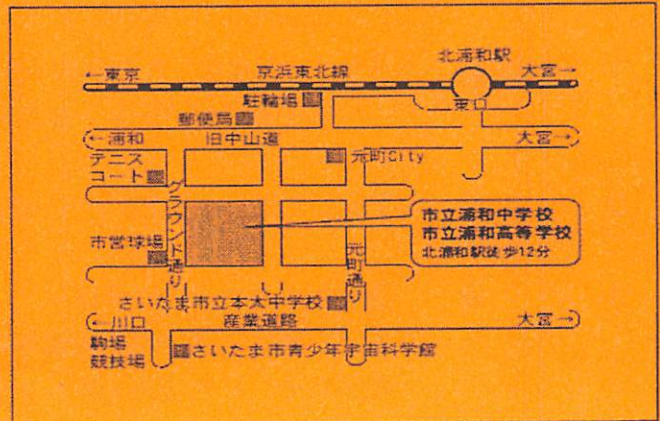 北浦和駅
←東京
京浜東北線
大宮→
駐輪場
東口
郵便局
←浦和
旧中山道
大宮→
テニス
コート
元町City
グラウンド通り
市立浦和中学校
市立浦和高等学校
北浦和駅徒歩12分
市営球場
元町通り
さいたま市立本太中学校
←川口
産業道路
大宮→
駒場
競技場
さいたま市青少年宇宙科学館